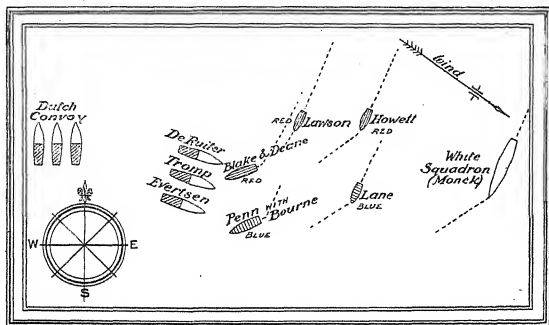 Wind
Dutch
Convoy
De Ruiter
Tromp
Evertsen
Blake & Deane
RED
RED
Lawson
Howett
RED
White
Squadron
(Monck)
Penn WITH Bourne
BLUE
Lane
BLUE
W
E
S